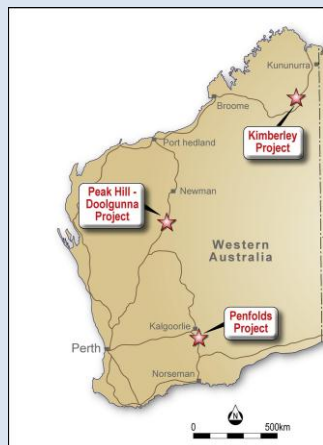 Kununurra
Broome
Kimberley
Project
Port hedland
Peak Hill -
Doolgunna
Project
Newman
Western
Australia
Penfolds
Project
Kalgoorlie
Perth
Norseman
N
0 500km